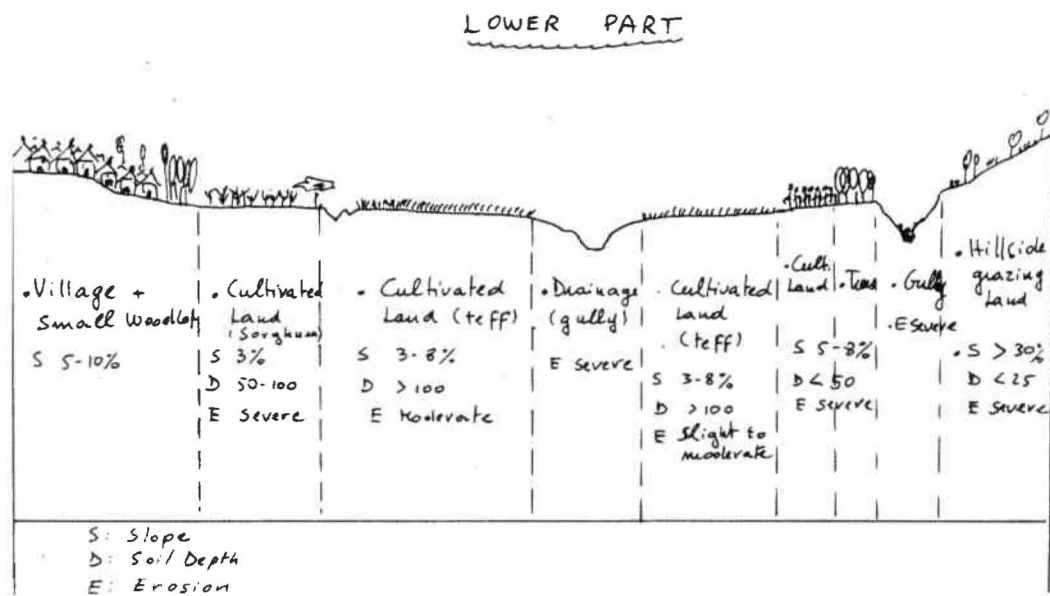 LOWER PART
. Village +
Small Woodlots
S 5-10%
. Cultivated
Land
(Sorghum)
S 3%
D 50-100
E Severe
. Cultivated
Land (teff)
S 3-8%
D >100
E Moderate
. Drainage
(gully)
E severe
. Cultivated
Land
. (teff)
S 3-8%
D >100
E Slight to
moderate
. Cult.
Land
S 5-8%
D < 50
E severe
. Trees
. Gully
. E severe
. Hillside
grazing
Land
. S > 30%
D < 25
E Severe
S: Slope
D: Soil Depth
E: Erosion